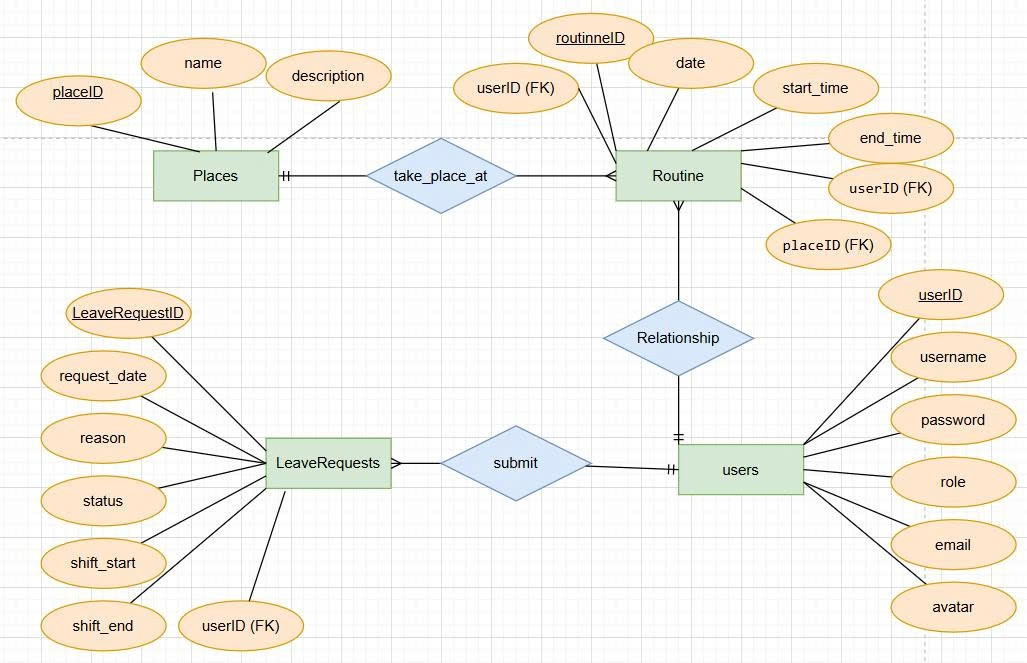 routinneID
name
date
description
placeID
userID (FK)
start_time
end_time
Places
take_place_at
Routine
userID (FK)
placeID (FK)
LeaveRequestID
userID
Relationship
username
request_date
password
reason
LeaveRequests
submit
users
role
status
email
shift_start
avatar
shift_end
userID (FK)